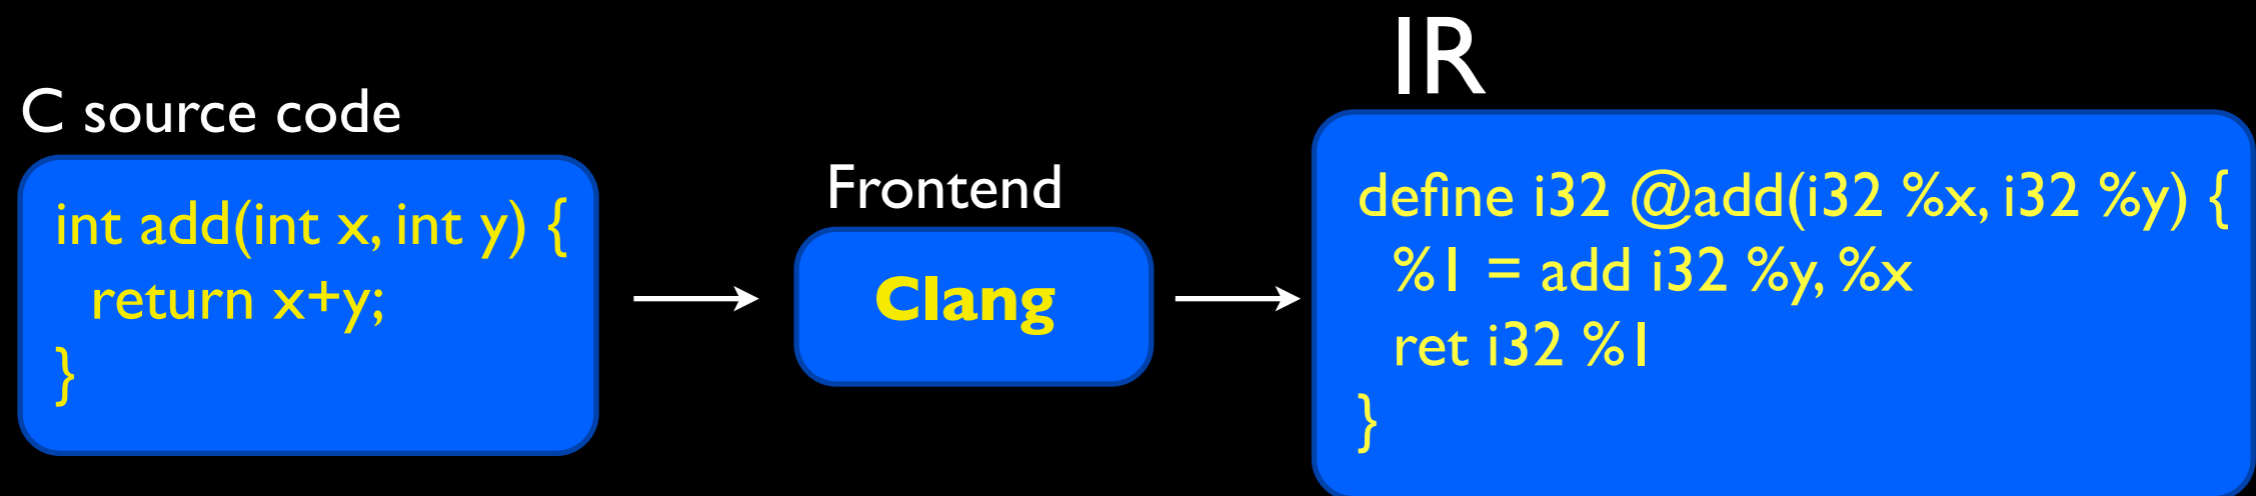 C source code
int add(int x, int y) {
return x+y;
}
Frontend
Clang
IR
define i32 @add(i32 %x, i32 %y) {
%1 = add i32 %y, %x
ret i32 %1
}